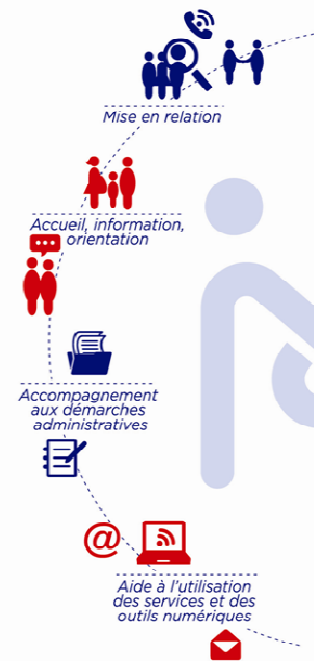 Mise en relation
Accueil, information,
orientation
Accompagnement
aux démarches
administratives
@
Aide à l'utilisation
des services et des
outils numériques